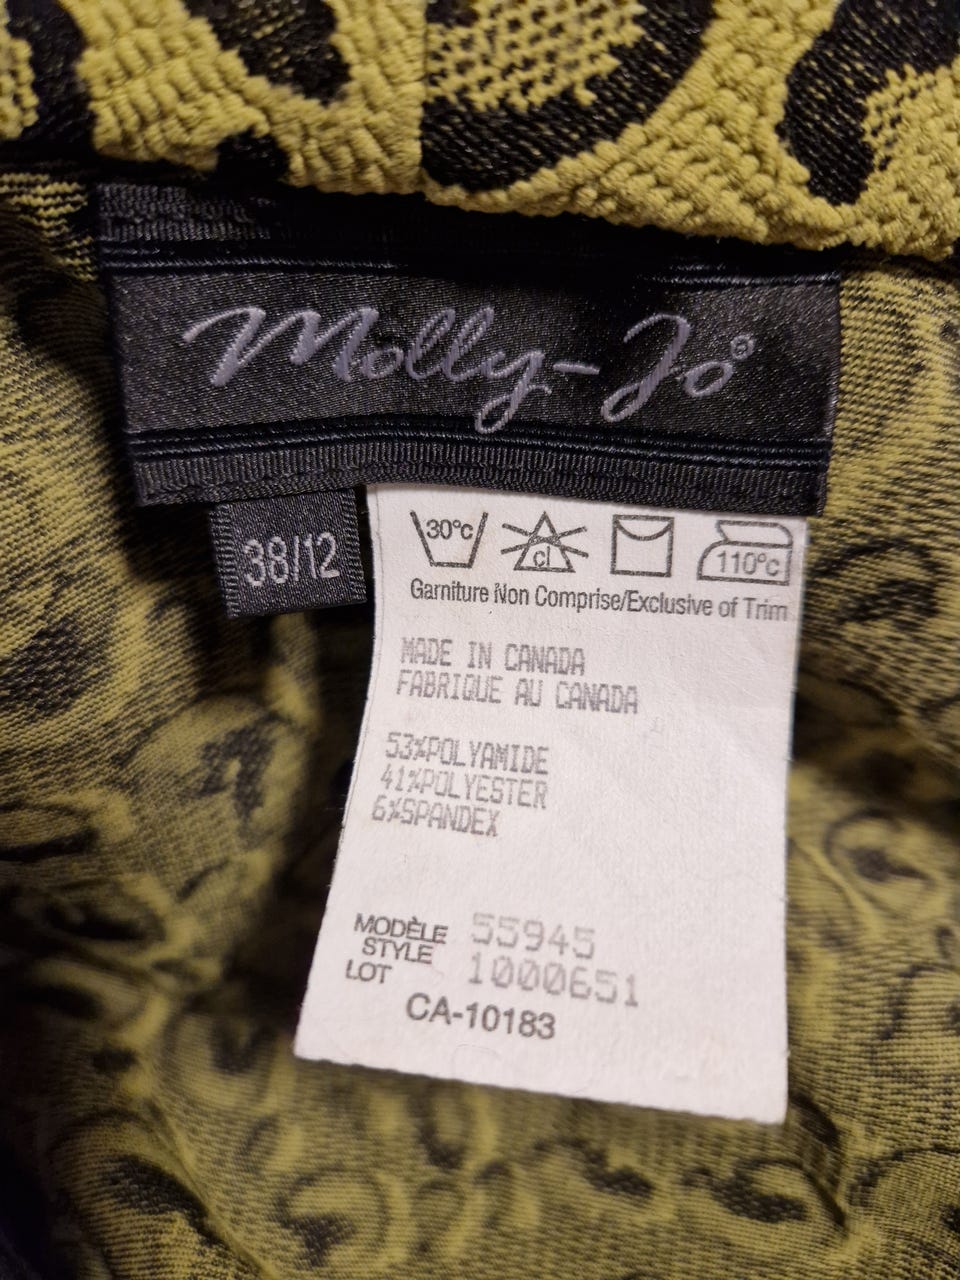 Molly-Jo®
38/12
30°c
cl
110°c
Garniture Non Comprise/Exclusive of Trim
MADE IN CANADA
FABRIQUE AU CANADA
53%POLYAMIDE
41%POLYESTER
6%SPANDEX
MODÈLE
STYLE 55945
LOT 1000651
CA-10183